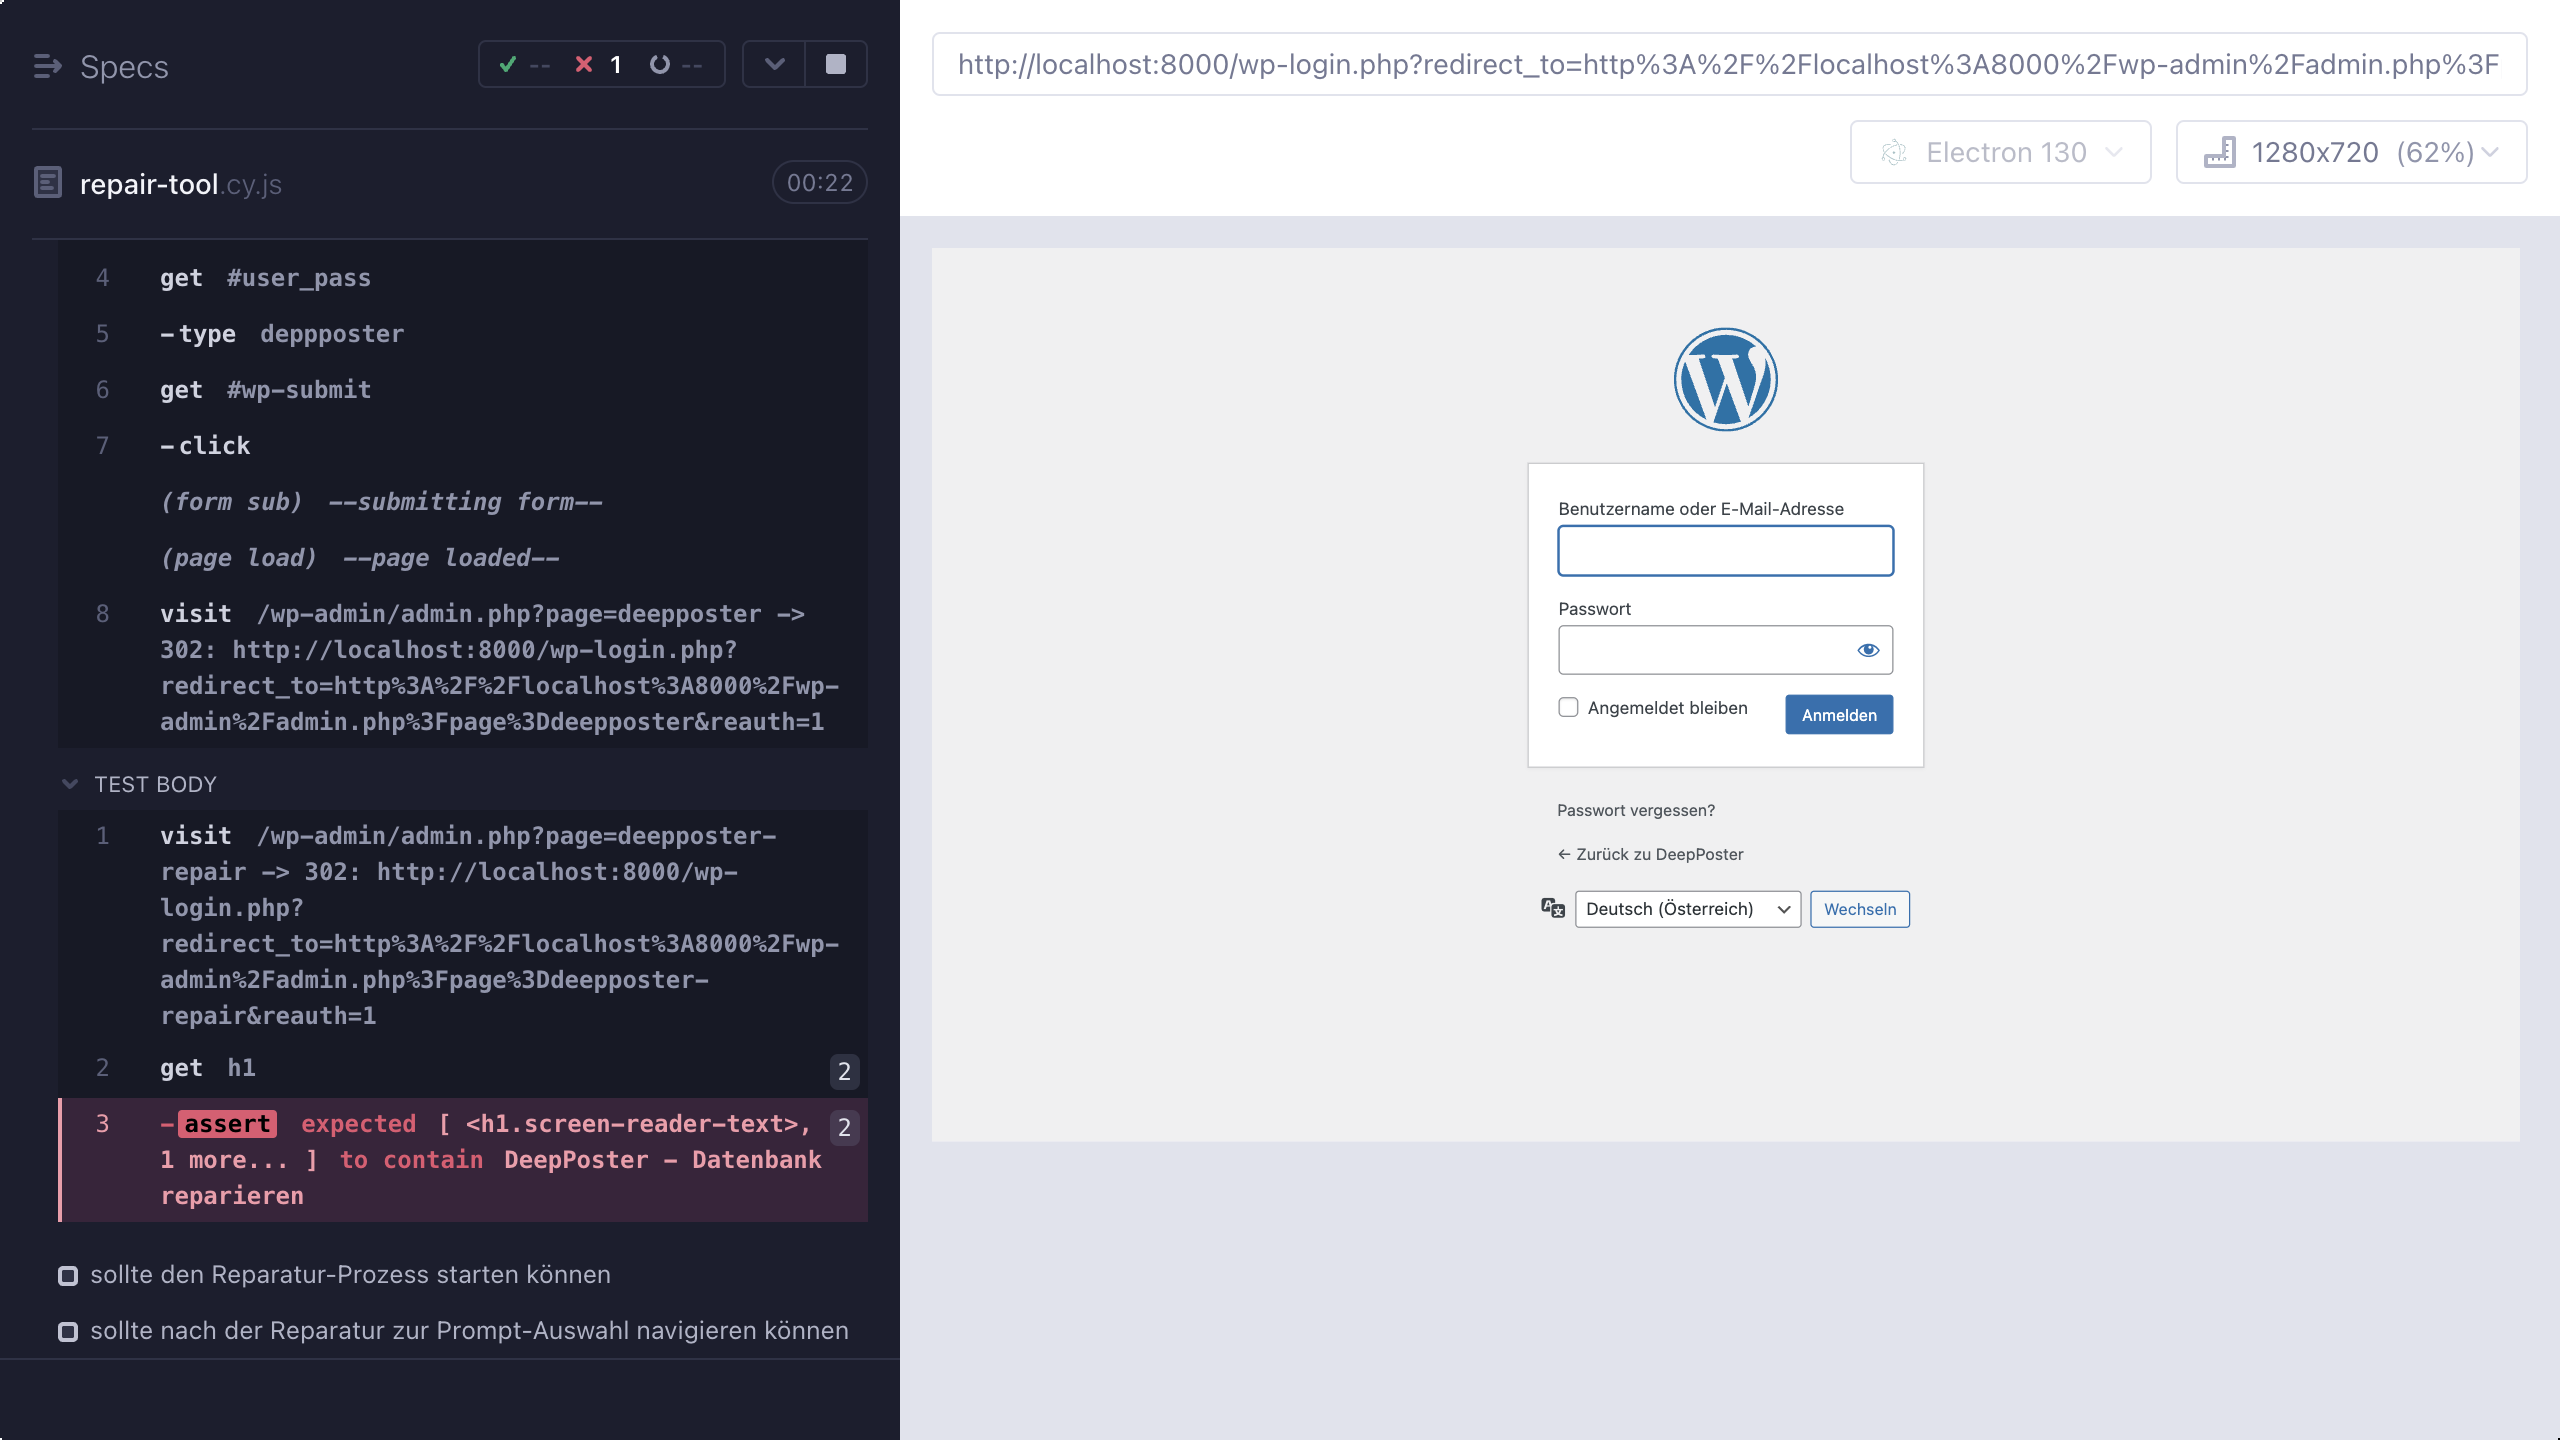 Specs
-- 1 --
repair-tool.cy.js
00:22
4 get #user_pass
5 -type deppposter
6 get #wp-submit
7 -click
(form sub) --submitting form--
(page load) --page loaded--
8 visit /wp-admin/admin.php?page=deepposter ->
302: http://localhost:8000/wp-login.php?
redirect_to=http%3A%2F%2Flocalhost%3A8000%2Fwp-
admin%2Fadmin.php%3Fpage%3Ddeepposter&reauth=1
TEST BODY
1 visit /wp-admin/admin.php?page=deepposter-
repair -> 302: http://localhost:8000/wp-
login.php?
redirect_to=http%3A%2F%2Flocalhost%3A8000%2Fwp-
admin%2Fadmin.php%3Fpage%3Ddeepposter-
repair&reauth=1
2 get h1 2
3 -assert expected [ <h1.screen-reader-text>, 2
1 more... ] to contain DeepPoster - Datenbank
reparieren
sollte den Reparatur-Prozess starten können
sollte nach der Reparatur zur Prompt-Auswahl navigieren können
http://localhost:8000/wp-login.php?redirect_to=http%3A%2F%2Flocalhost%3A8000%2Fwp-admin%2Fadmin.php%3F
Electron 130
1280x720 (62%)
Benutzername oder E-Mail-Adresse
Passwort
Angemeldet bleiben
Anmelden
Passwort vergessen?
← Zurück zu DeepPoster
Deutsch (Österreich)
Wechseln